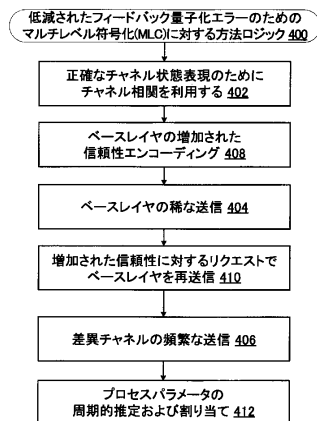 低減されたフィードバック量子化エラーのための
マルチレベル符号化(MLC)に対する方法ロジック 400
正確なチャネル状態表現のために
チャネル相関を利用する 402
ベースレイヤの増加された
信頼性エンコーディング 408
ベースレイヤの稀な送信 404
増加された信頼性に対するリクエストで
ベースレイヤを再送信 410
差異チャネルの頻繁な送信 406
プロセスパラメータの
周期的推定および割り当て 412